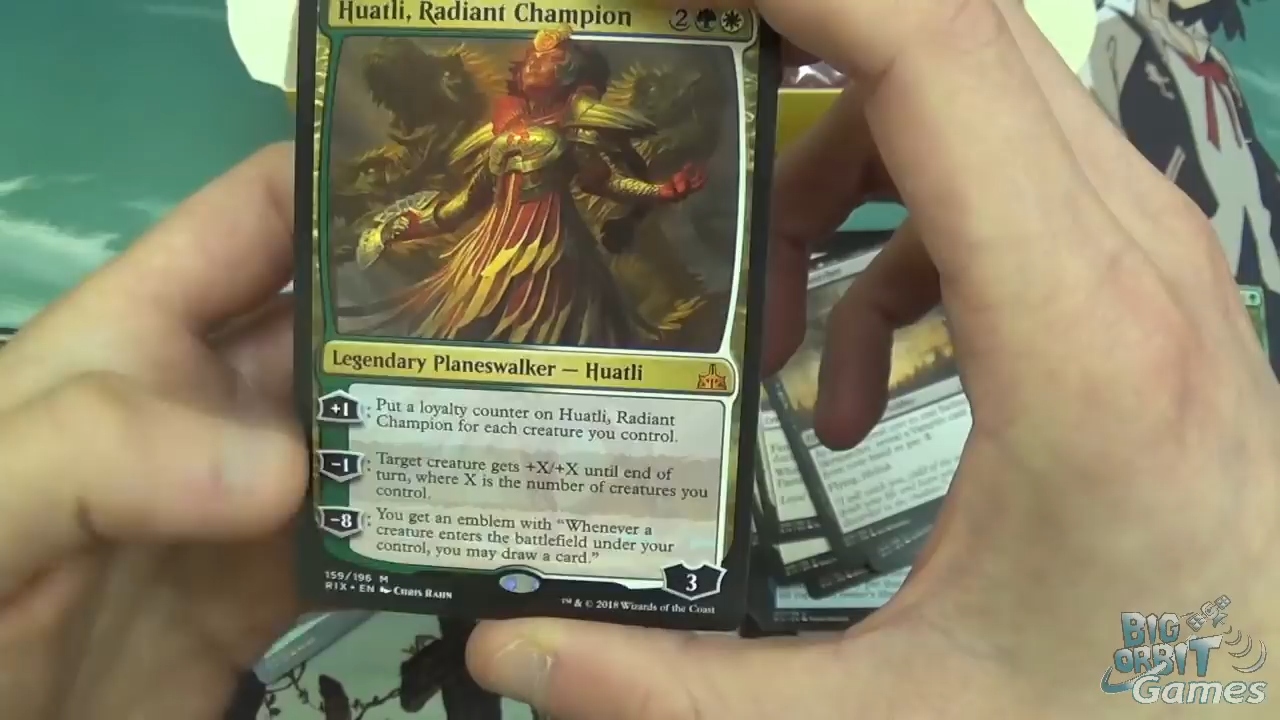 Huatli, Radiant Champion 2
Legendary Planeswalker — Huatli
+1 : Put a loyalty counter on Huatli, Radiant
Champion for each creature you control.
-1 : Target creature gets +X/+X until end of
turn, where X is the number of creatures you
control.
-8 : You get an emblem with “Whenever a
creature enters the battlefield under your
control, you may draw a card.”
159/196 M
RIX • EN Chris Rahn
3
™ & © 2018 Wizards of the Coast
BIG
ORBIT
Games